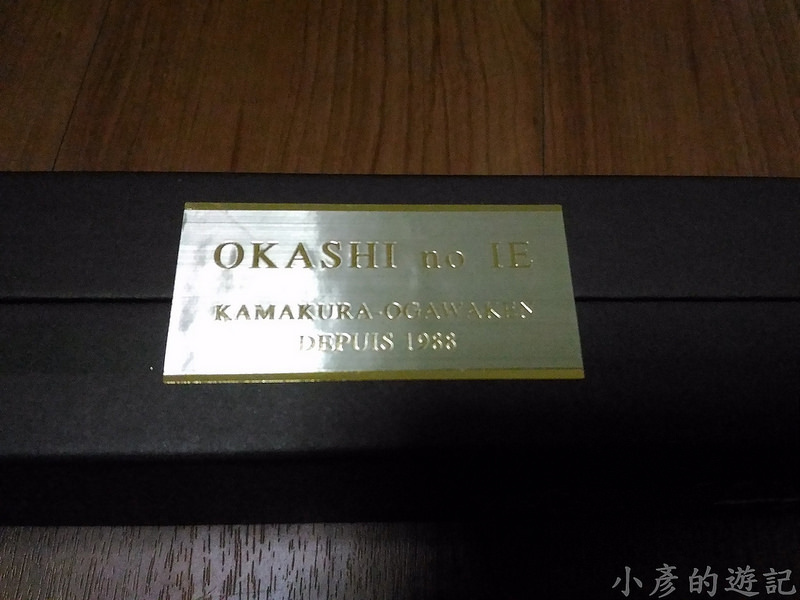 OKASHI no IE
KAMAKURA-OGAWAKEN
DEPUIS 1988
小彥的遊記